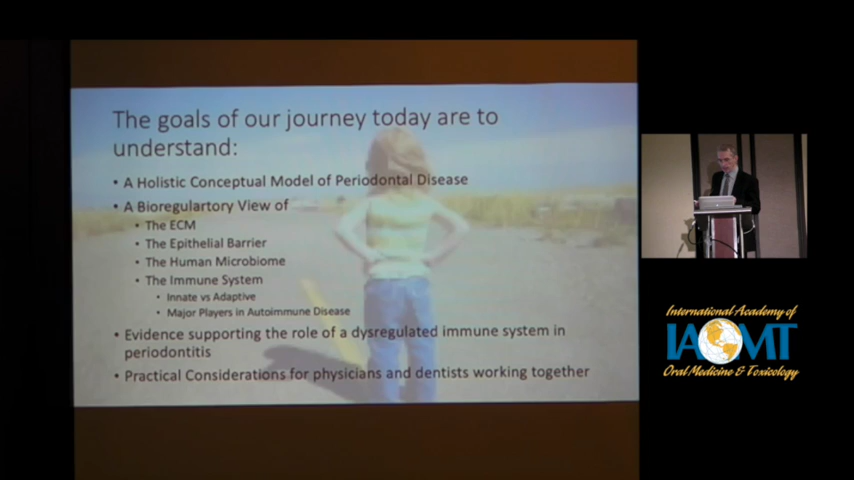 The goals of our journey today are to
understand:
• A Holistic Conceptual Model of Periodontal Disease
• A Bioregulartory View of
• The ECM
• The Epithelial Barrier
• The Human Microbiome
• The Immune System
• Innate vs Adaptive
• Major Players in Autoimmune Disease
• Evidence supporting the role of a dysregulated immune system in
periodontitis
• Practical Considerations for physicians and dentists working together
International Academy of
IAOMT
Oral Medicine & Toxicology